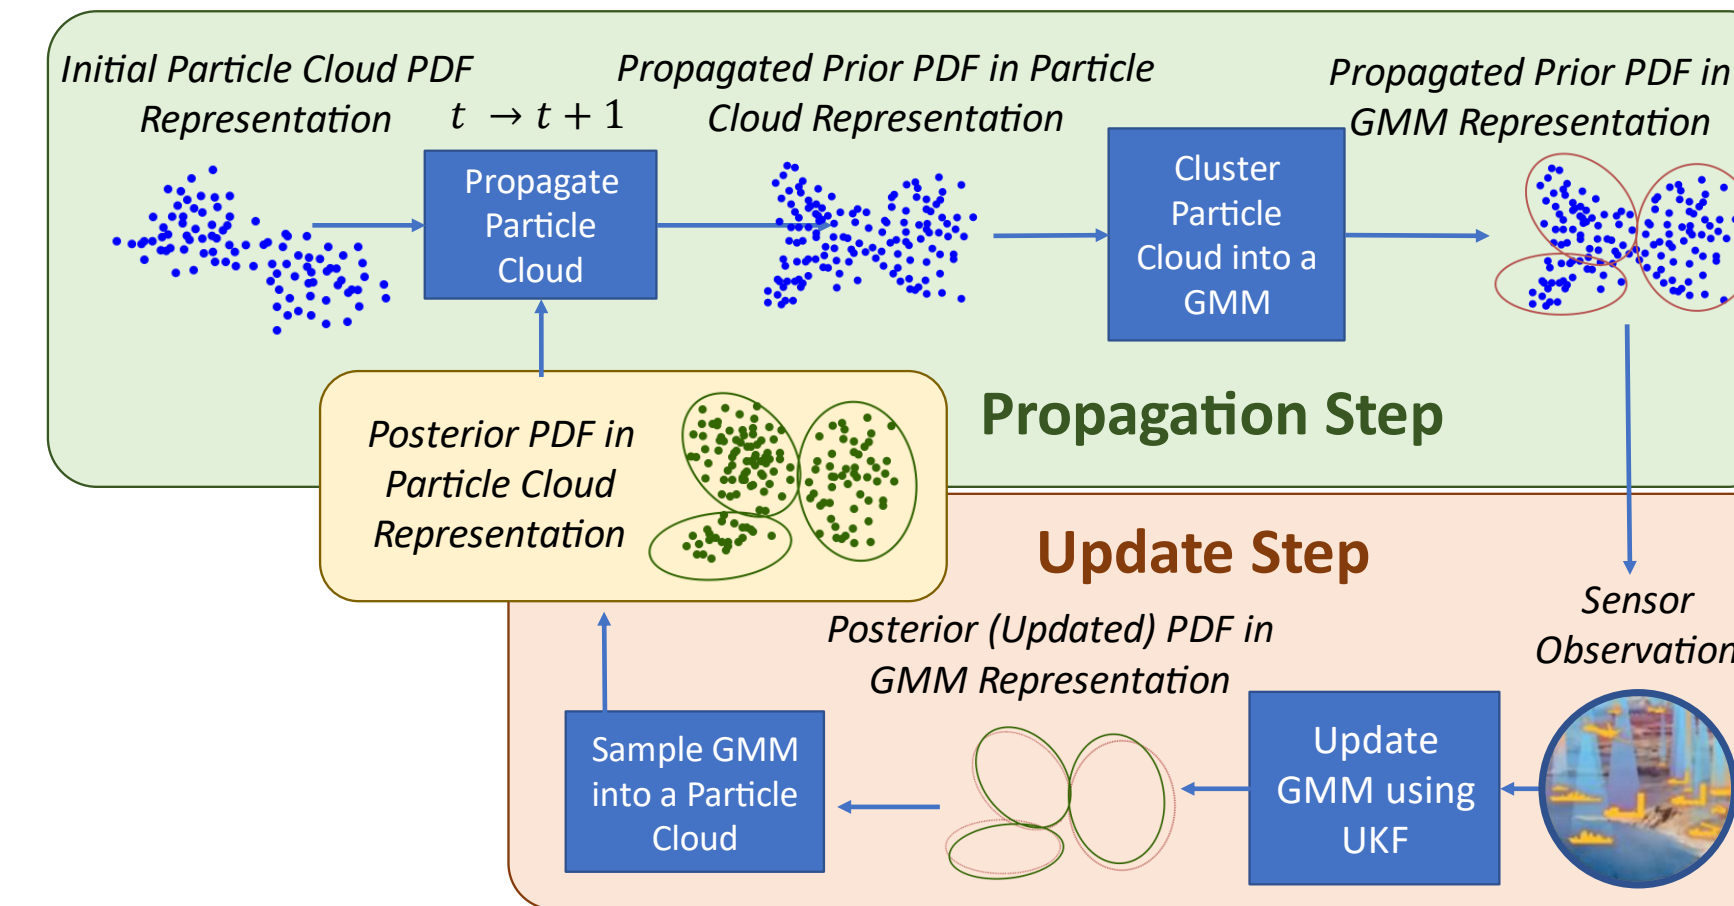 Initial Particle Cloud PDF
Representation
t → t + 1
Propagated Prior PDF in Particle
Cloud Representation
Propagated Prior PDF in
GMM Representation
Propagate
Particle
Cloud
Cluster
Particle
Cloud into a
GMM
Propagation Step
Posterior PDF in
Particle Cloud
Representation
Update Step
Sensor
Observation
Posterior (Updated) PDF in
GMM Representation
Update
GMM using
UKF
Sample GMM
into a Particle
Cloud